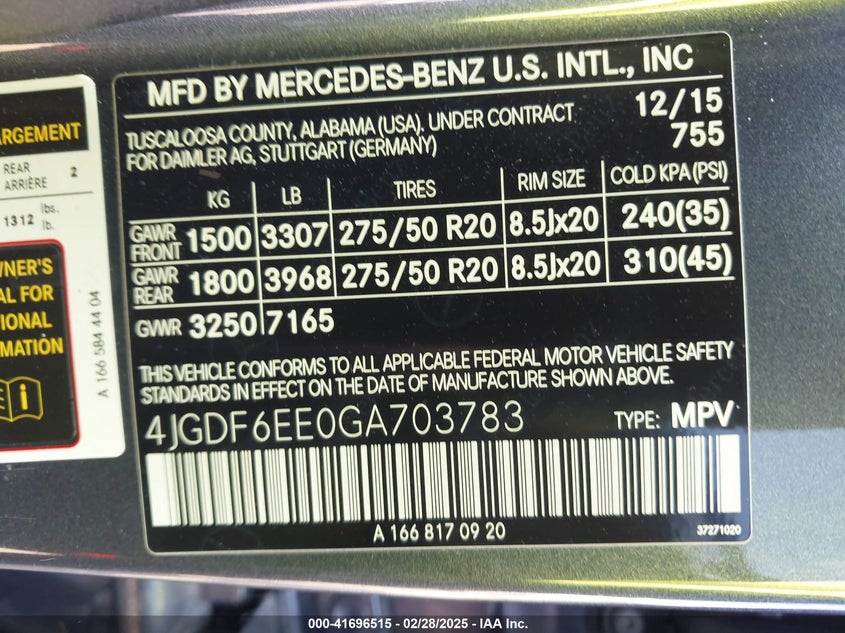 ARGEMENT
REAR
ARRIÈRE 2
1312 lbs.
lb.
WNER'S
AL FOR
TIONAL
RMATION
A 166 584 44 04
MFD BY MERCEDES-BENZ U.S. INTL., INC
TUSCALOOSA COUNTY, ALABAMA (USA), UNDER CONTRACT 12/15
FOR DAIMLER AG, STUTTGART (GERMANY) 755
KG LB TIRES RIM SIZE COLD KPA (PSI)
GAWR FRONT 1500 3307 275/50 R20 8.5Jx20 240(35)
GAWR REAR 1800 3968 275/50 R20 8.5Jx20 310(45)
GVWR 3250 7165
THIS VEHICLE CONFORMS TO ALL APPLICABLE FEDERAL MOTOR VEHICLE SAFETY
STANDARDS IN EFFECT ON THE DATE OF MANUFACTURE SHOWN ABOVE.
4JGDF6EE0GA703783 TYPE: MPV
A 166 817 09 20
37271020
000-41696515 - 02/28/2025 - IAA Inc.